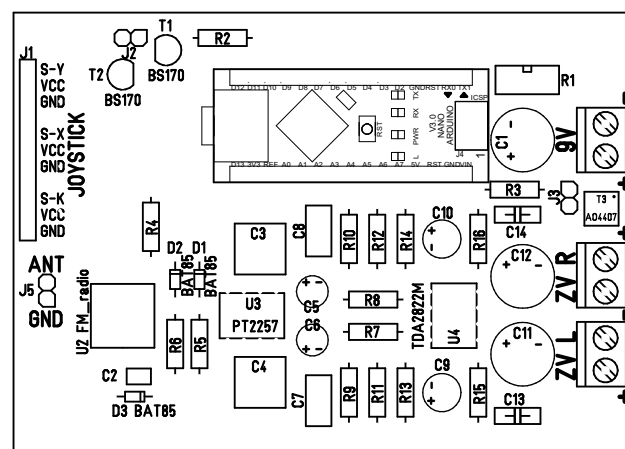 J1
S-Y
VCC
GND
S-X
VCC
GND
S-K
VCC
GND
JOYSTICK
T1
J2
R2
T2
BS170
BS170
D12 D11 D10 D9 D8 D7 D6 D5 D4 D3 D2 GND RST RX0 TX1
TX
RX
PWR
L
RST
V3.0
NANO
ARDUINO
ICSP
J4
1
D13 3V3 REF A0 A1 A2 A3 A4 A5 A6 A7 5V RST GND VIN
R1
C1
+
-
9V
+
R3
J3
T3
AO4407
+
C14
R4
C3
C8
R10
R12
R14
C10
-
+
R16
C12
-
+
ZV R
D2
BAT85
D1
BAT85
ANT
J5
GND
U2 FM_radio
U3
PT2257
C5
+
-
C6
+
-
R8
R7
TDA2822M
U4
C11
-
+
ZV L
R6
R5
C2
D3 BAT85
C4
C7
R9
R11
R13
C9
-
+
R15
C13
+